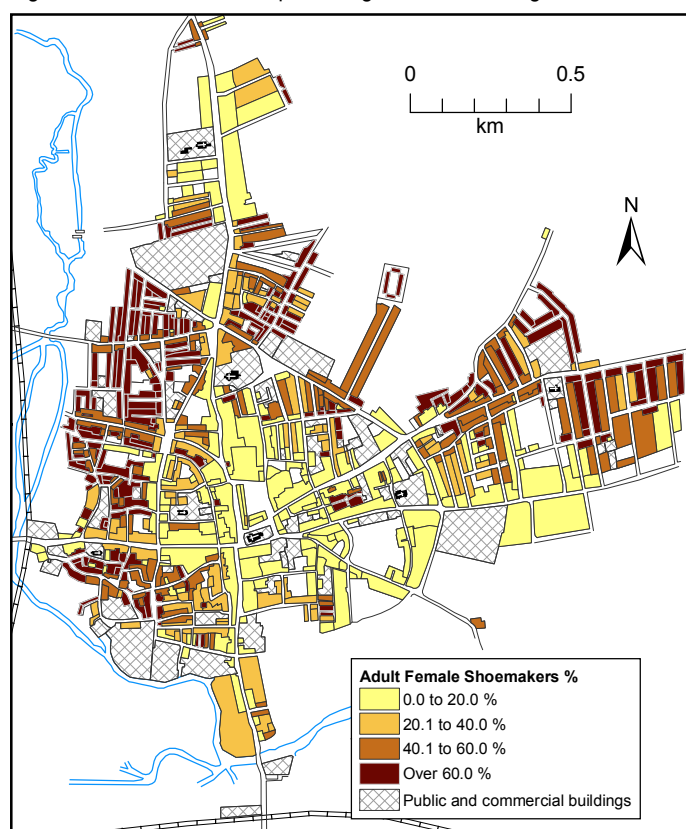 0 0.5
km
N
Adult Female Shoemakers %
0.0 to 20.0 %
20.1 to 40.0 %
40.1 to 60.0 %
Over 60.0 %
Public and commercial buildings